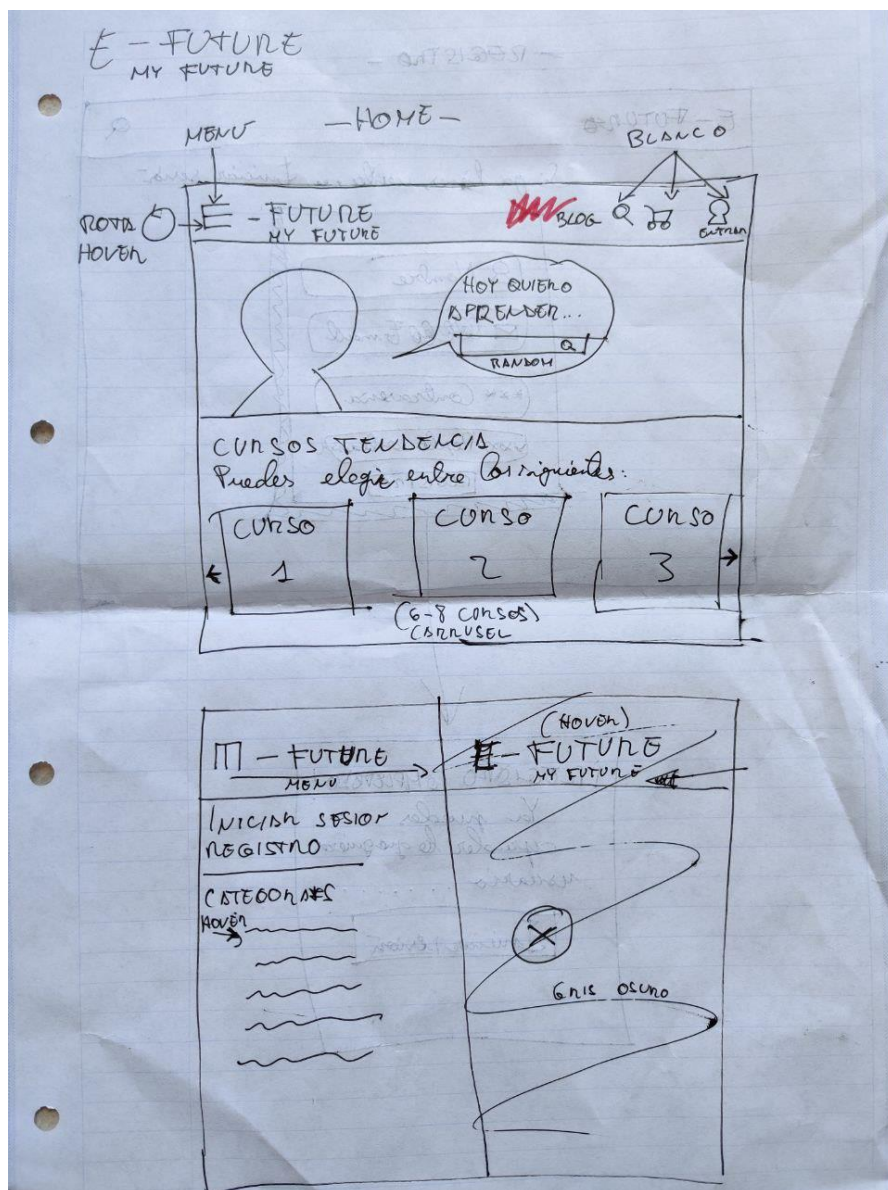 E - FUTURE
MY FUTURE
- HOME -
MENU
BLANCO
ROTA
HOVER
E - FUTURE
MY FUTURE
BLOG
ENTRAR
HOY QUIERO
APRENDER...
RANDOM
CURSOS TENDENCIA
Puedes elegir entre los siguientes:
CURSO
1
CURSO
2
CURSO
3
(6-8 CURSOS)
CARRUSEL
(HOVER)
E - FUTURE
MENU
E - FUTURE
MY FUTURE
INICIAR SESION
REGISTRO
CATEGORIAS
HOVER
X
GRIS OSCURO